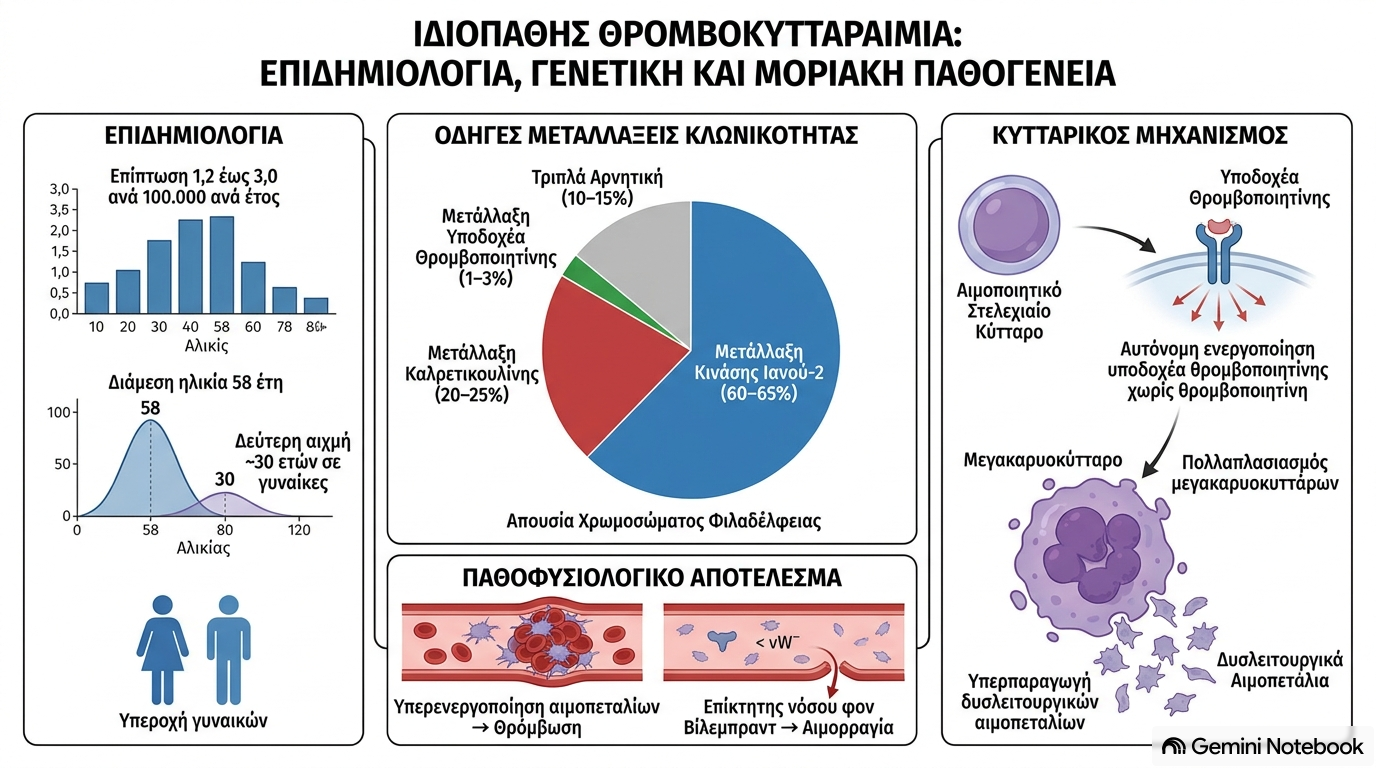 ΙΔΙΟΠΑΘΗΣ ΘΡΟΜΒΟΚΥΤΤΑΡΑΙΜΙΑ:
ΕΠΙΔΗΜΙΟΛΟΓΙΑ, ΓΕΝΕΤΙΚΗ ΚΑΙ ΜΟΡΙΑΚΗ ΠΑΘΟΓΕΝΕΙΑ
ΕΠΙΔΗΜΙΟΛΟΓΙΑ
Επίπτωση 1,2 έως 3,0
ανά 100.000 ανά έτος
3,0
3,5
2,0
1,5
1,0
0,5
0,0
10 20 30 40 58 60 78
Αλικίς
Διάμεση ηλικία 58 έτη
100
50
0
58
Δεύτερη αιχμή
~30 ετών σε
γυναίκες
30
0 58 80 120
Αλικίας
Υπεροχή γυναικών
ΟΔΗΓΕΣ ΜΕΤΑΛΛΑΞΕΙΣ ΚΛΩΝΙΚΟΤΗΤΑΣ
Τριπλά Αρνητική
(10–15%)
Μετάλλαξη
Υποδοχέα
Θρομβοποιητίνης
(1–3%)
Μετάλλαξη
Καλρετικουλίνης
(20–25%)
Μετάλλαξη
Κινάσης Ιανού-2
(60–65%)
Απουσία Χρωμοσώματος Φιλαδέλφειας
ΠΑΘΟΦΥΣΙΟΛΟΓΙΚΟ ΑΠΟΤΕΛΕΣΜΑ
< vW⁻
Υπερενεργοποίηση αιμοπεταλίων
→ Θρόμβωση
Επίκτητης νόσου φον
Βίλεμπραντ → Αιμορραγία
ΚΥΤΤΑΡΙΚΟΣ ΜΗΧΑΝΙΣΜΟΣ
Υποδοχέα
Θρομβοποιητίνης
Αιμοποιητικό
Στελεχιαίο
Κύτταρο
Αυτόνομη ενεργοποίηση
υποδοχέα θρομβοποιητίνης
χωρίς θρομβοποιητίνη
Μεγακαρυοκύτταρο
Πολλαπλασιασμός
μεγακαρυοκυττάρων
Υπερπαραγωγή
δυσλειτουργικών
αιμοπεταλίων
Δυσλειτουργικά
Αιμοπετάλια
Gemini Notebook